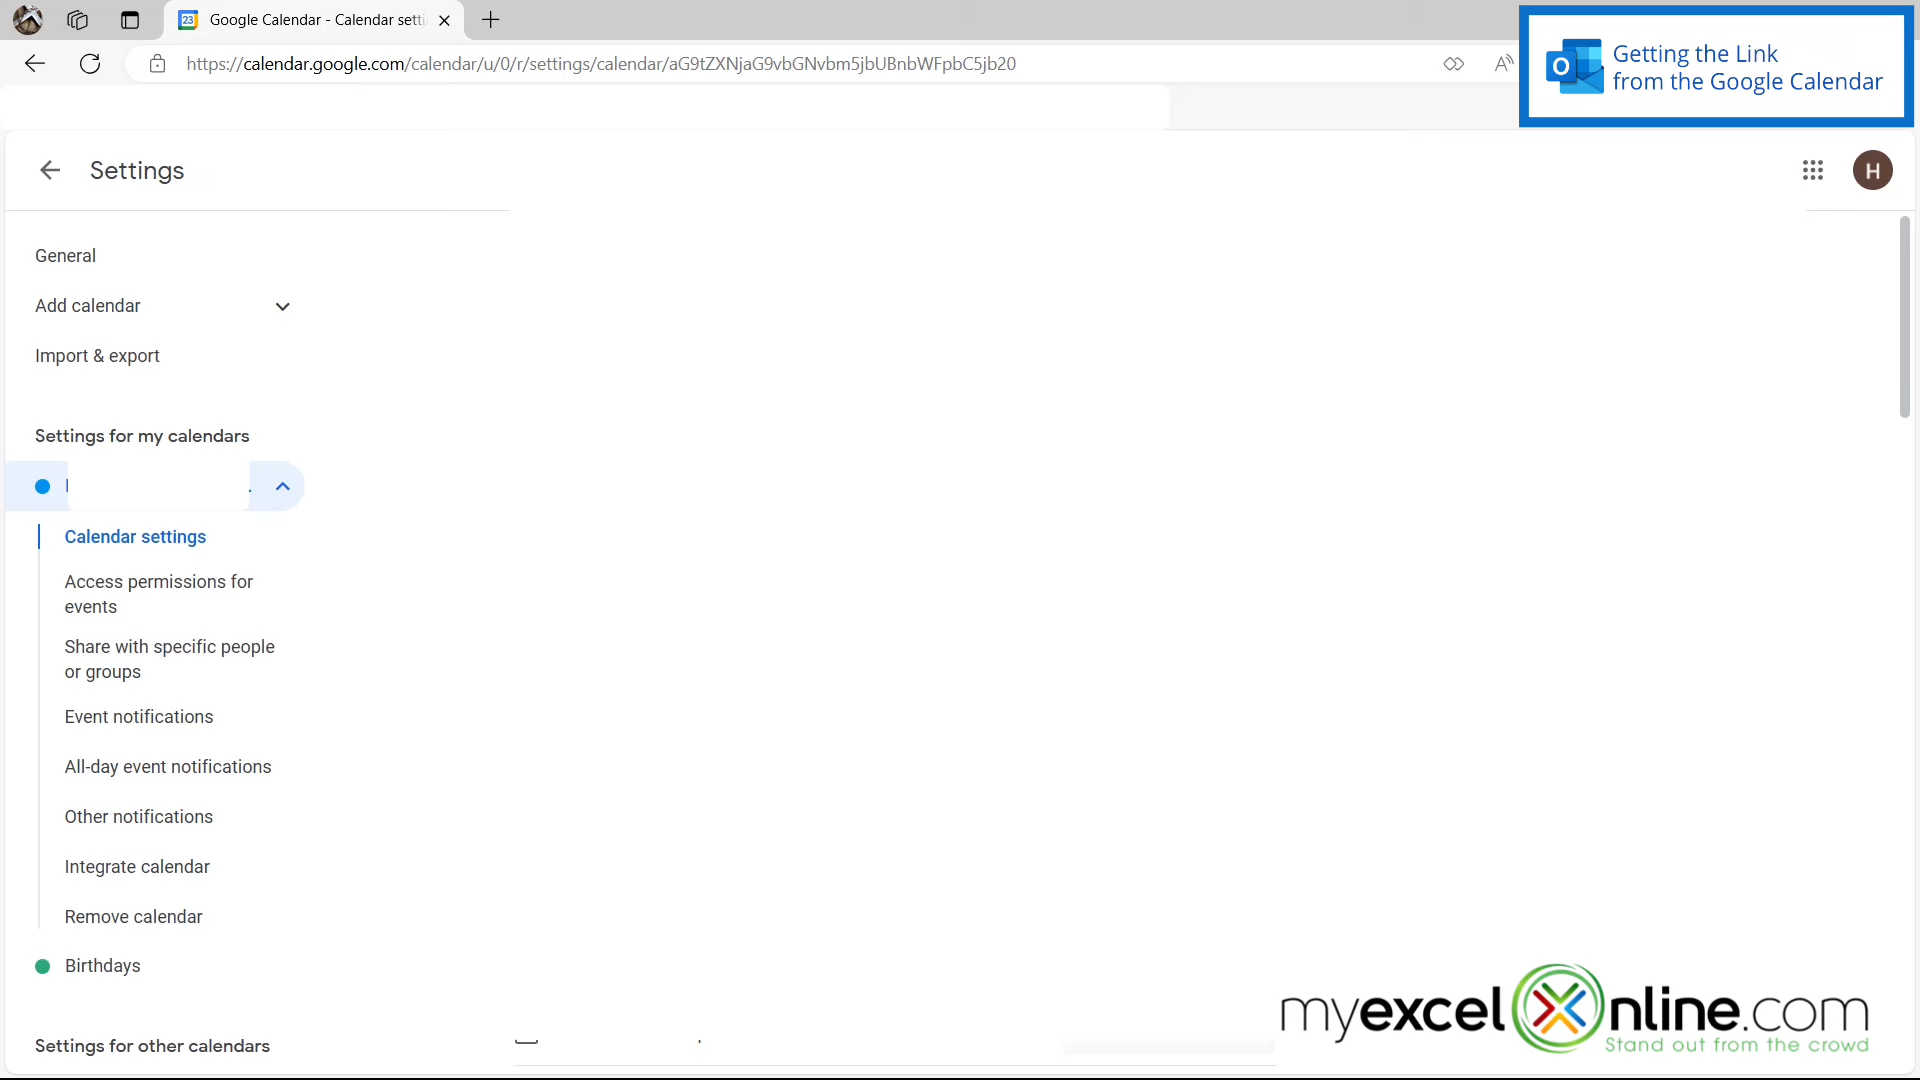 23 Google Calendar - Calendar setti
https://calendar.google.com/calendar/u/0/r/settings/calendar/aG9tZXNjaG9vbGNvbm5jbUBnbWFpbC5jb20
Getting the Link
from the Google Calendar
Settings
H
General
Add calendar
Import & export
Settings for my calendars
Calendar settings
Access permissions for
events
Share with specific people
or groups
Event notifications
All-day event notifications
Other notifications
Integrate calendar
Remove calendar
Birthdays
Settings for other calendars
myexcelOnline.com
Stand out from the crowd